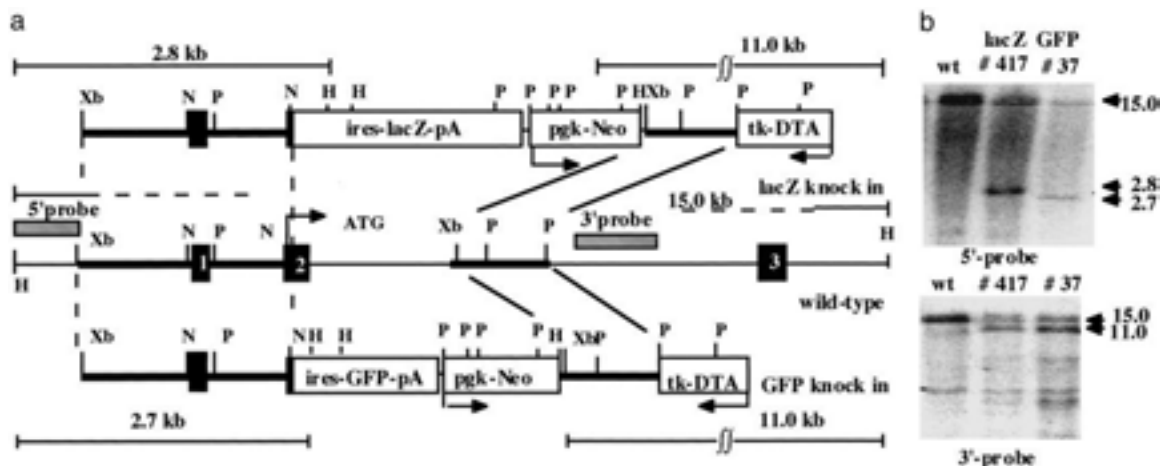 a
2.8 kb
11.0 kb
Xb N P N H H P P P P P H Xb P P P
ires-lacZ-pA pgk-Neo tk-DTA
lacZ knock in
5'probe 15.0 kb
3'probe
Xb N P N ATG Xb P P H
1 2 3
H
wild-type
Xb N P N H H P P P P H Xb P P P
ires-GFP-pA pgk-Neo tk-DTA
GFP knock in
2.7 kb
11.0 kb
b
lacZ GFP
wt # 417 # 37
15.0
2.8
2.7
5'-probe
wt # 417 # 37
15.0
11.0
3'-probe